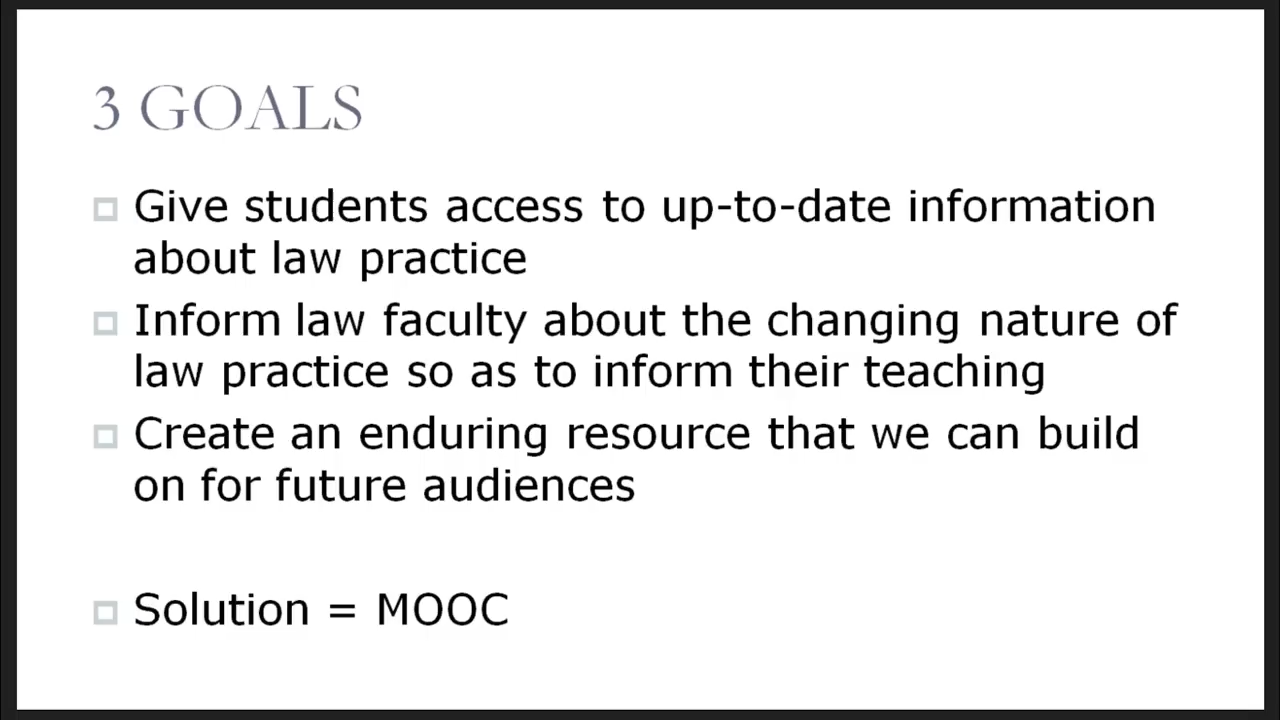 3 GOALS
Give students access to up-to-date information
about law practice
Inform law faculty about the changing nature of
law practice so as to inform their teaching
Create an enduring resource that we can build
on for future audiences
Solution = MOOC